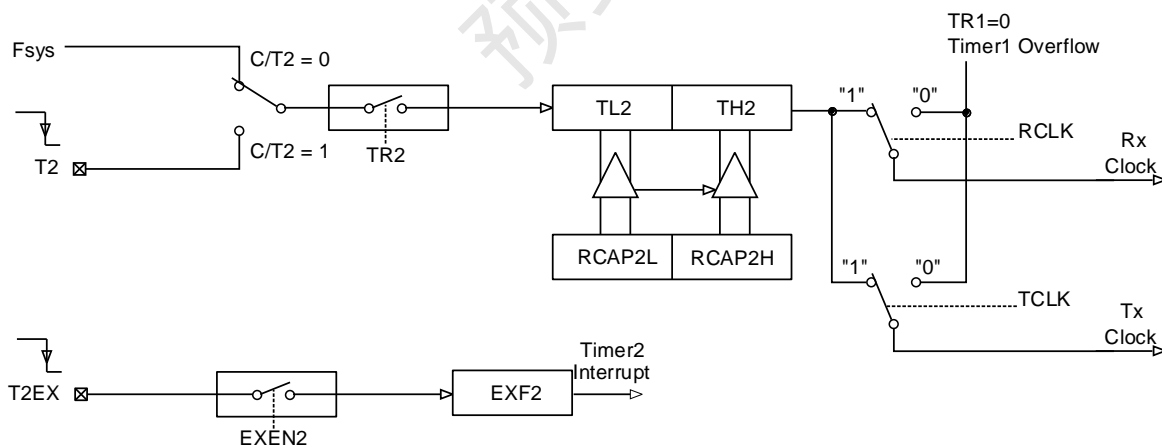 TR1=0
Timer1 Overflow
Fsys
C/T2 = 0
TL2
TH2
"1"
"0"
RCLK
Rx
Clock
T2
C/T2 = 1
TR2
RCAP2L
RCAP2H
"1"
"0"
TCLK
Tx
Clock
T2EX
EXEN2
EXF2
Timer2
Interrupt
预